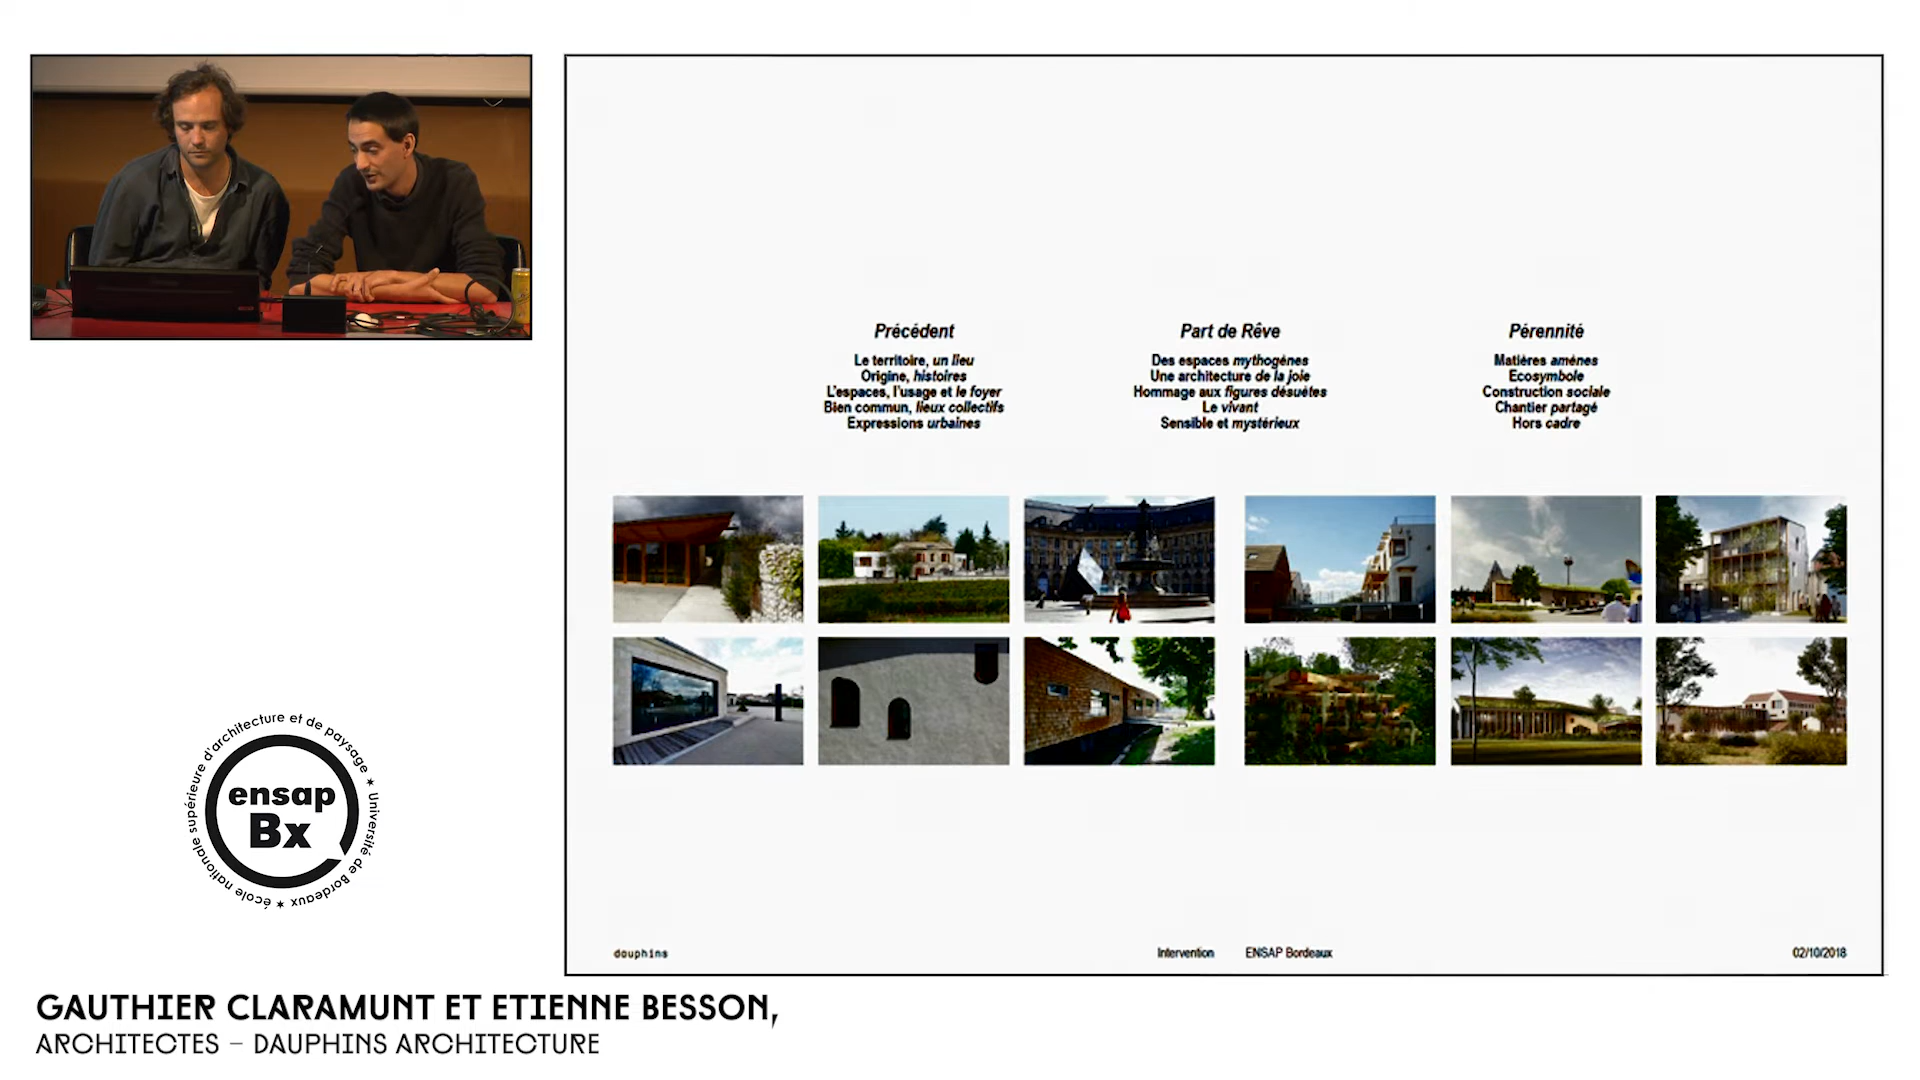 Précédent
Le territoire, un lieu
Origine, histoires
L'espaces, l'usage et le foyer
Bien commun, lieux collectifs
Expressions urbaines
Part de Rêve
Des espaces mythogènes
Une architecture de la joie
Hommage aux figures désuètes
Le vivant
Sensible et mystérieux
Pérennité
Matières amènes
Ecosymbole
Construction sociale
Chantier partagé
Hors cadre
dauphins
Intervention
ENSAP Bordeaux
02/10/2018
école nationale supérieure d'architecture et de paysage ★ Université de Bordeaux ★
ensap
Bx
GAUTHIER CLARAMUNT ET ETIENNE BESSON,
ARCHITECTES – DAUPHINS ARCHITECTURE